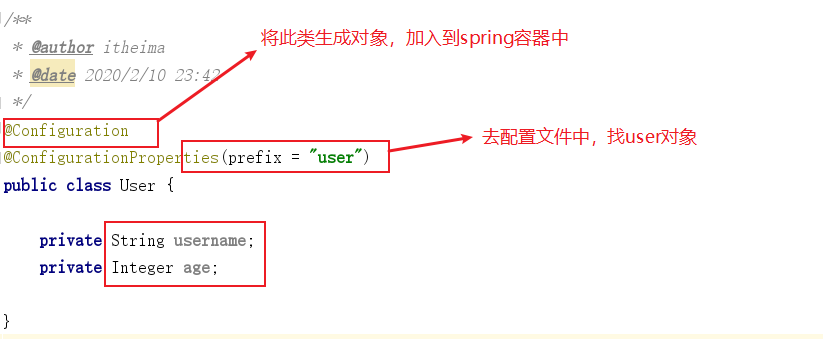 /**
将此类生成对象，加入到spring容器中
* @author itheima
* @date 2020/2/10 23:42
*/
@Configuration
去配置文件中，找user对象
@ConfigurationProperties(prefix = "user")
public class User {
private String username;
private Integer age;
}